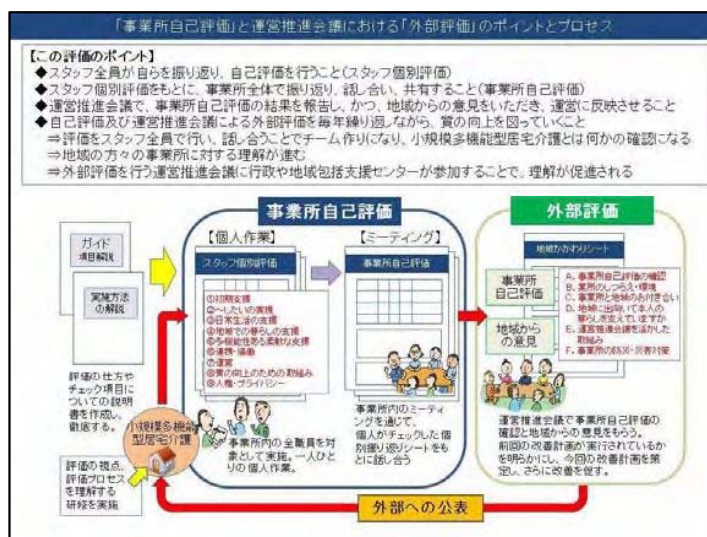 「事業所自己評価」と運営推進会議における「外部評価」のポイントとプロセス
【この評価のポイント】
◆スタッフ全員が自らを振り返り、自己評価を行うこと(スタッフ個別評価)
◆スタッフ個別評価をもとに、事業所全体で振り返り、話し合い、共有すること(事業所自己評価)
◆運営推進会議で、事業所自己評価の結果を報告し、かつ、地域からの意見をいただき、運営に反映させること
◆自己評価及び運営推進会議による外部評価を毎年繰り返しながら、質の向上を図っていくこと
⇒評価をスタッフ全員で行い、話し合うことでチーム作りになり、小規模多機能型居宅介護とは何かの確認になる
⇒地域の方々の事業所に対する理解が進む
⇒外部評価を行う運営推進会議に行政や地域包括支援センターが参加することで、理解が促進される
ガイド
項目解説
実施方法
の解説
評価の仕方や
チェック項目に
ついての説明
書を作成し、
徹底する。
小規模多機能
型居宅介護
評価の視点、
評価プロセス
を理解する
研修を実施
事業所自己評価
【個人作業】
スタッフ個別評価
①初期支援
②~したいの実現
③日常生活の支援
④地域での暮らしの支援
⑤多機能性ある柔軟な支援
⑥連携・協働
⑦運営
⑧質の向上のための取組み
⑨人権・プライバシー
事業所内の全職員を対
象として実施。一人ひ
とりの個人作業。
【ミーティング】
事業所自己評価
事業所内のミーティ
ングを通じて、
個人がチェックした個
別振り返りシートをも
とに話し合う
外部評価
地域かかわりシート
事業所
自己評価
地域から
の意見
A. 事業所自己評価の確認
B. 業所のしつらえ・環境
C. 事業所と地域のお付き合い
D. 地域に出向いて本人の
暮らしを支えていますか
E. 運営推進会議を活かした
取組み
F. 事業所の防災・災害対策
運営推進会議で事業所自己評価の
確認と地域からの意見をもらう。
前回の改善計画が実行されているか
を明らかにし、今回の改善計画を策
定し、さらに改善を促す。
外部への公表